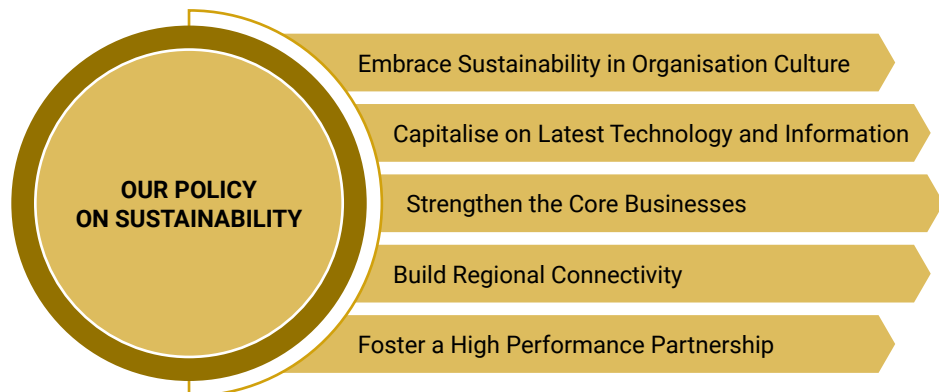 OUR POLICY
ON SUSTAINABILITY
Embrace Sustainability in Organisation Culture
Capitalise on Latest Technology and Information
Strengthen the Core Businesses
Build Regional Connectivity
Foster a High Performance Partnership